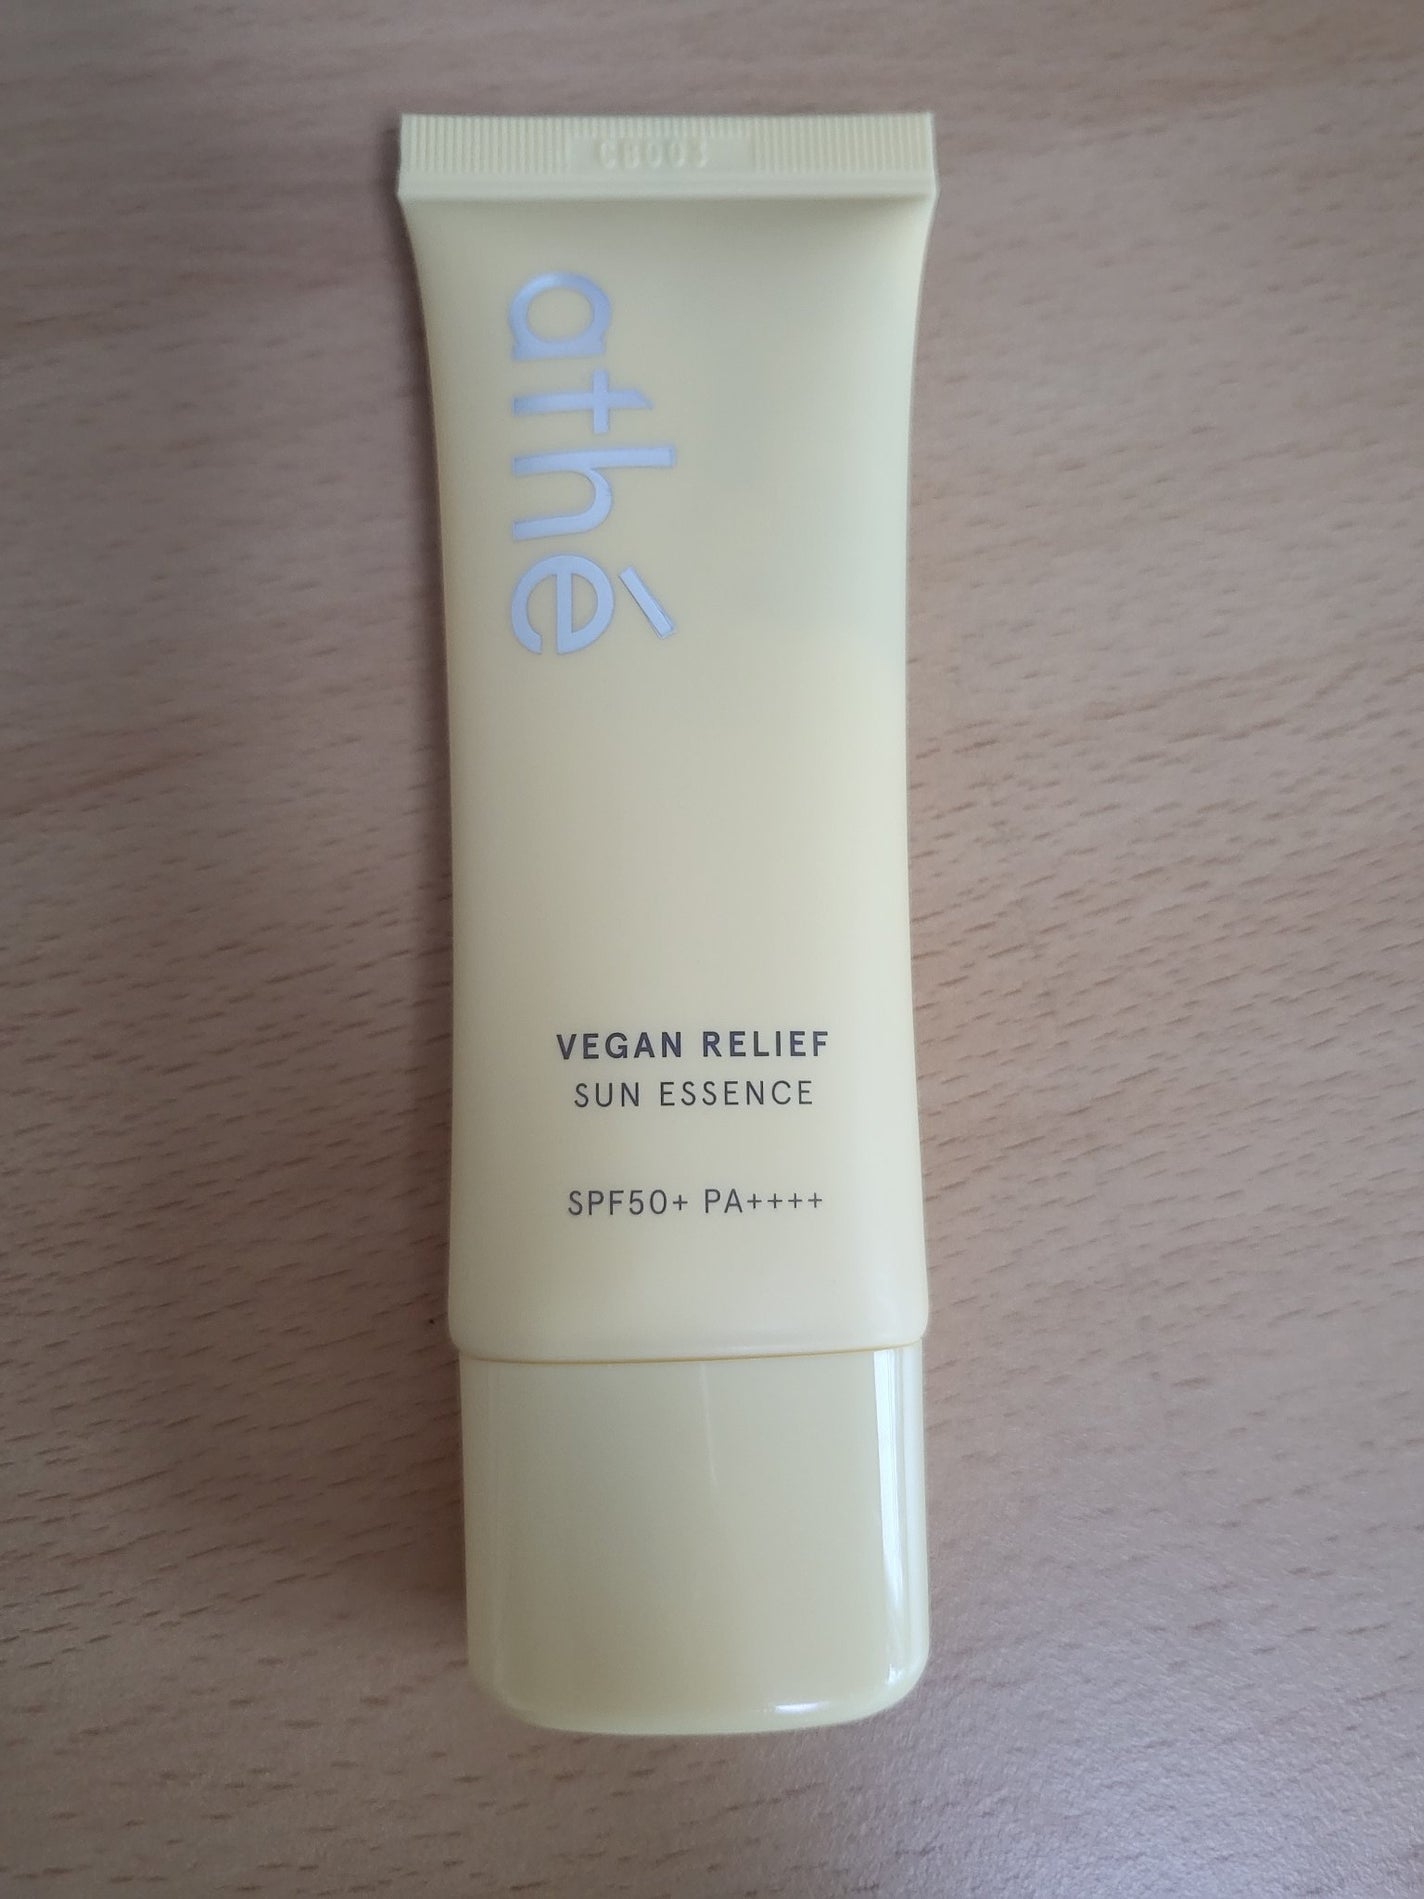 athé
VEGAN RELIEF
SUN ESSENCE
SPF50+ PA++++